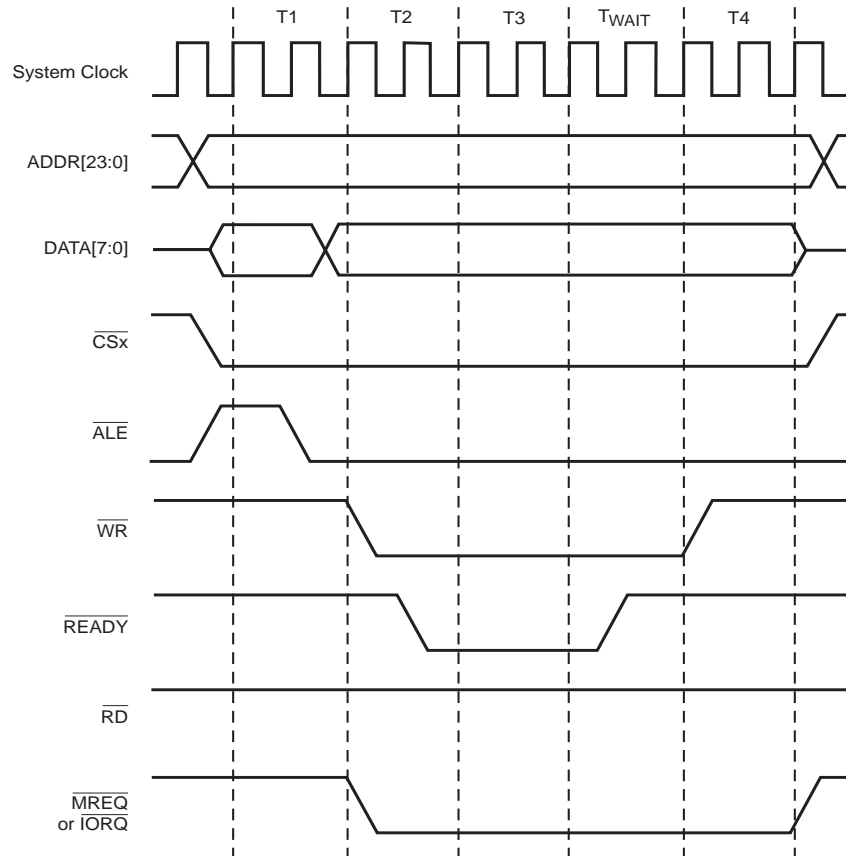 T1 T2 T3 TWAIT T4
System Clock
ADDR[23:0]
DATA[7:0]
CSx
ALE
WR
READY
RD
MREQ
or IORQ